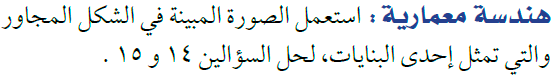 هندسة معمارية : استعمل الصورة المبينة في الشكل المجاور
والتي تمثل إحدى البنايات، لحل السؤالين ١٤ و ١٥ .